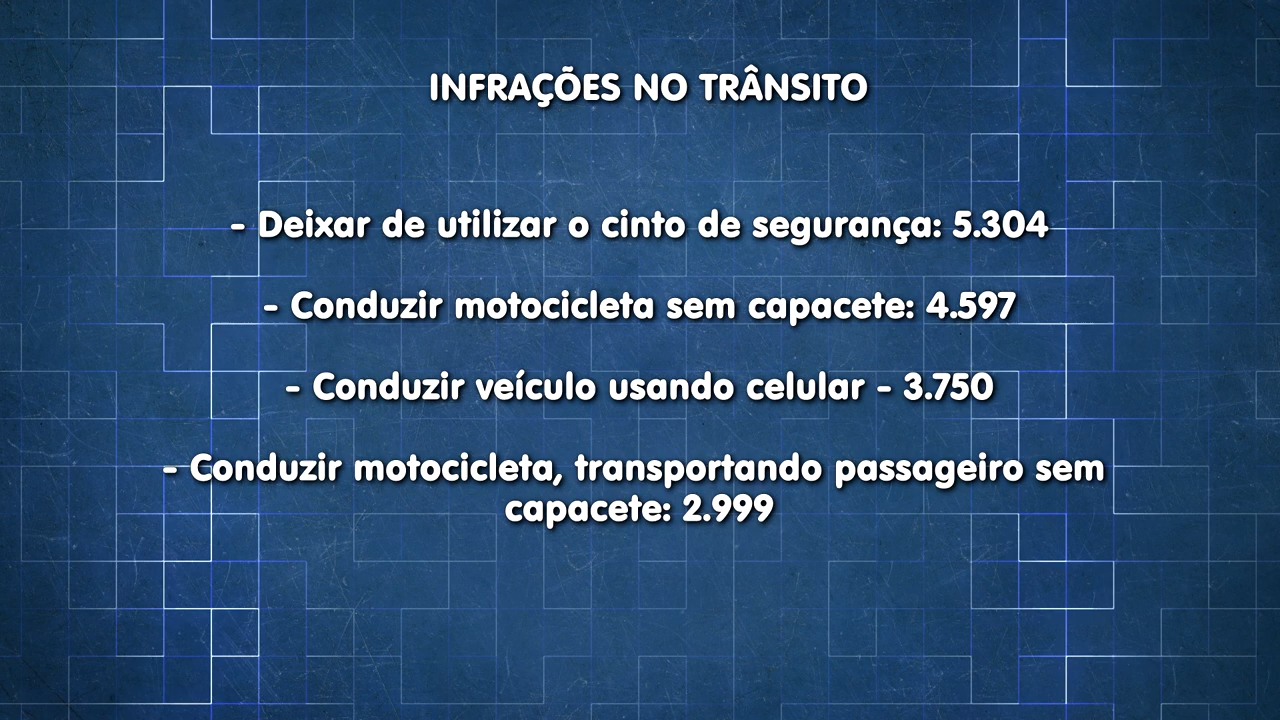 INFRAÇÕES NO TRÂNSITO
- Deixar de utilizar o cinto de segurança: 5.304
- Conduzir motocicleta sem capacete: 4.597
- Conduzir veículo usando celular - 3.750
- Conduzir motocicleta, transportando passageiro sem
capacete: 2.999